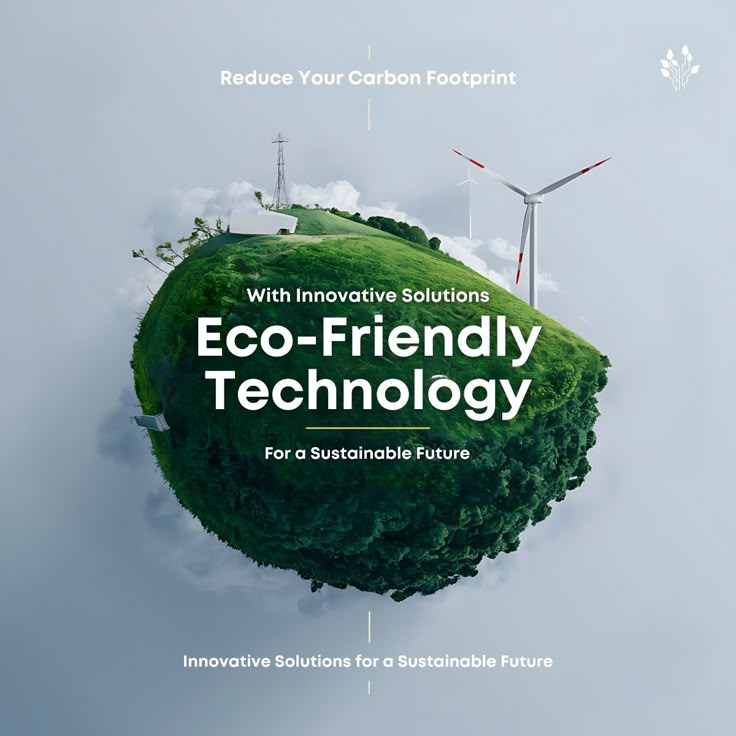 Reduce Your Carbon Footprint
With Innovative Solutions
Eco-Friendly
Technology
For a Sustainable Future
Innovative Solutions for a Sustainable Future